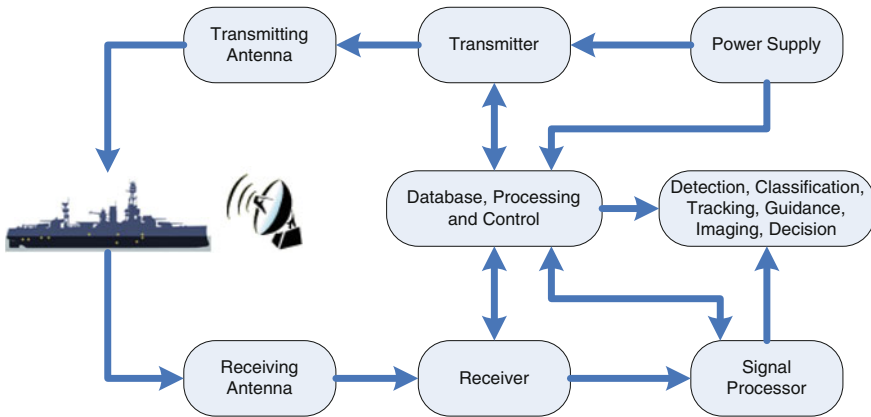 Transmitting
Antenna
Transmitter
Power Supply
Database, Processing
and Control
Detection, Classification,
Tracking, Guidance,
Imaging, Decision
Receiving
Antenna
Receiver
Signal
Processor